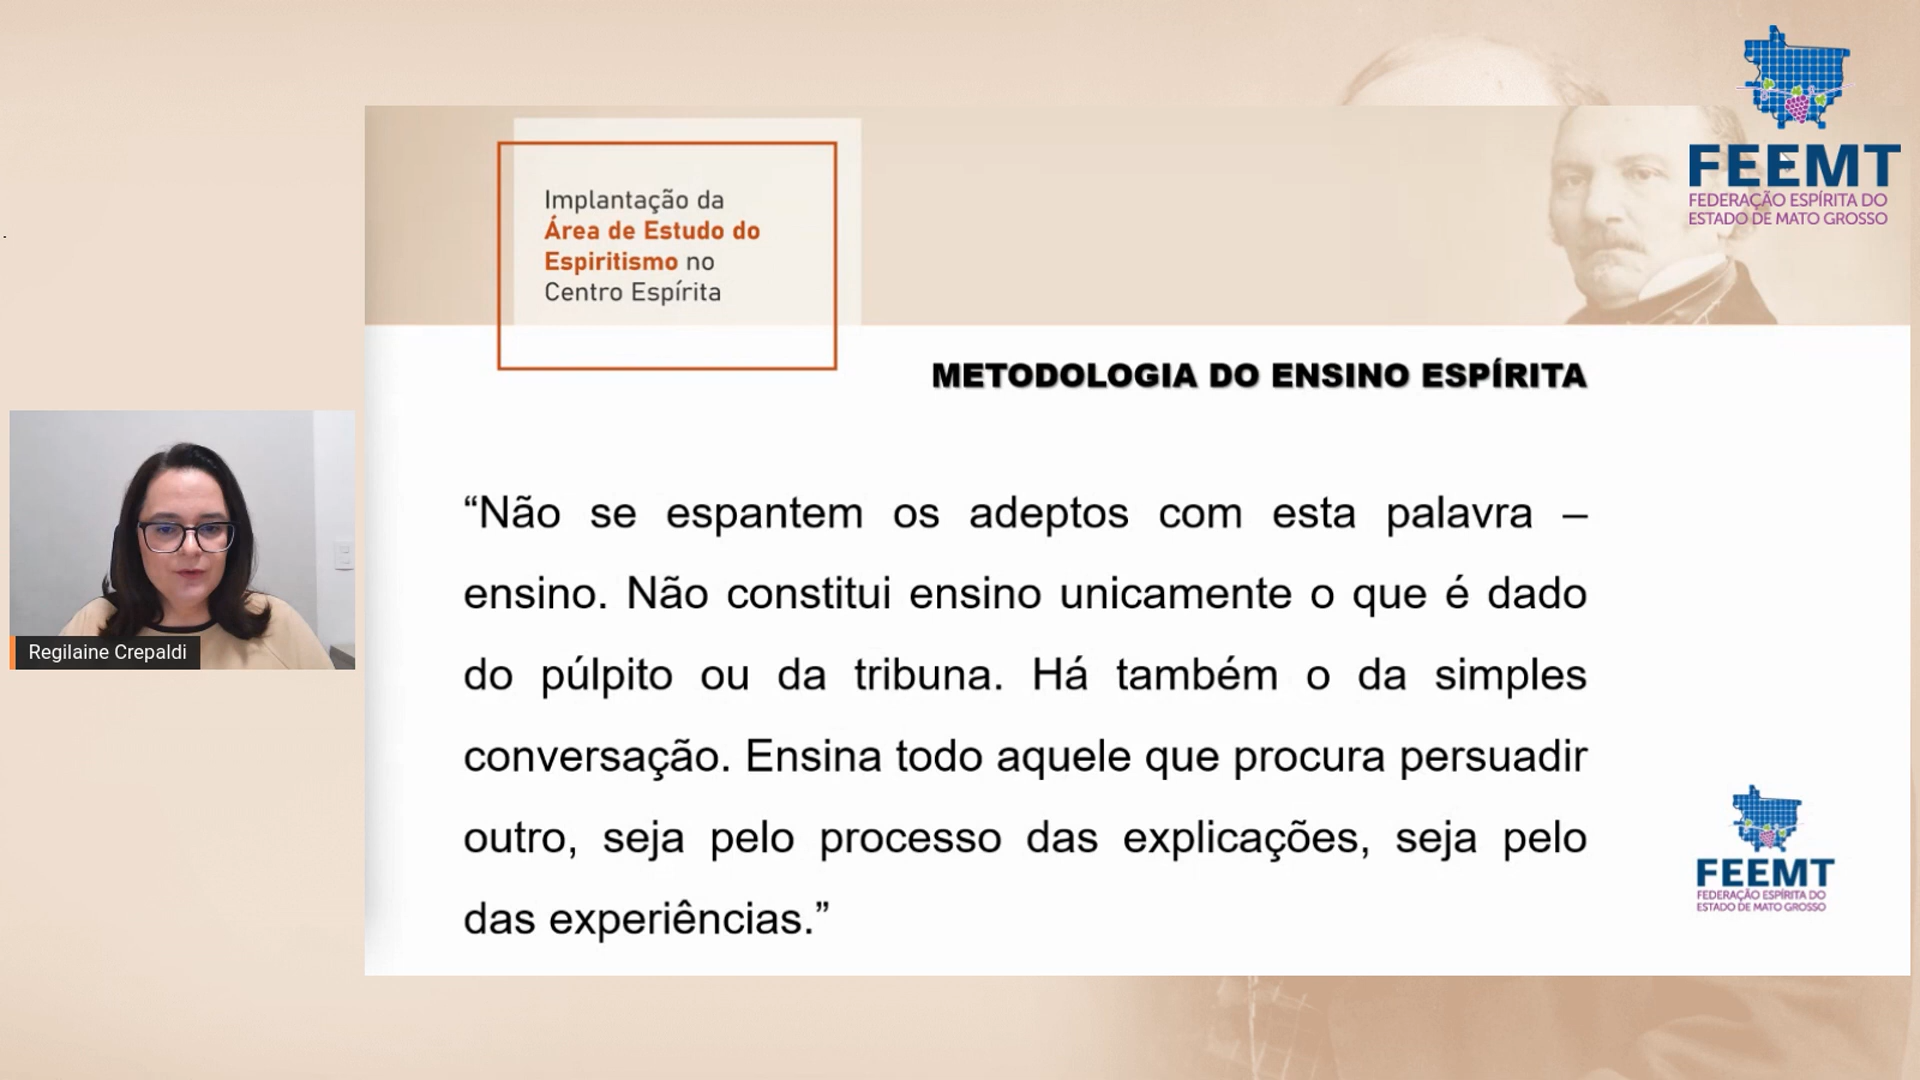 FEEMT
FEDERAÇÃO ESPÍRITA DO
ESTADO DE MATO GROSSO
Implantação da
Área de Estudo do
Espiritismo no
Centro Espírita
METODOLOGIA DO ENSINO ESPÍRITA
“Não se espantem os adeptos com esta palavra –
ensino. Não constitui ensino unicamente o que é dado
do púlpito ou da tribuna. Há também o da simples
conversação. Ensina todo aquele que procura persuadir
outro, seja pelo processo das explicações, seja pelo
das experiências.”
Regilaine Crepaldi
FEEMT
FEDERAÇÃO ESPÍRITA DO
ESTADO DE MATO GROSSO